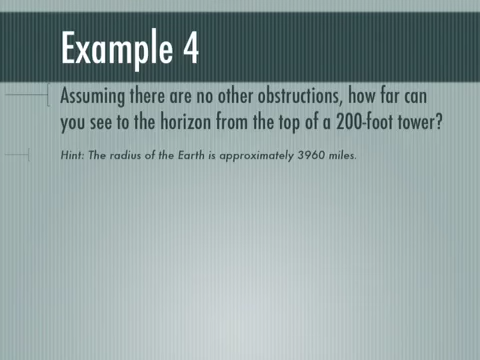 Example 4
Assuming there are no other obstructions, how far can
you see to the horizon from the top of a 200-foot tower?
Hint: The radius of the Earth is approximately 3960 miles.